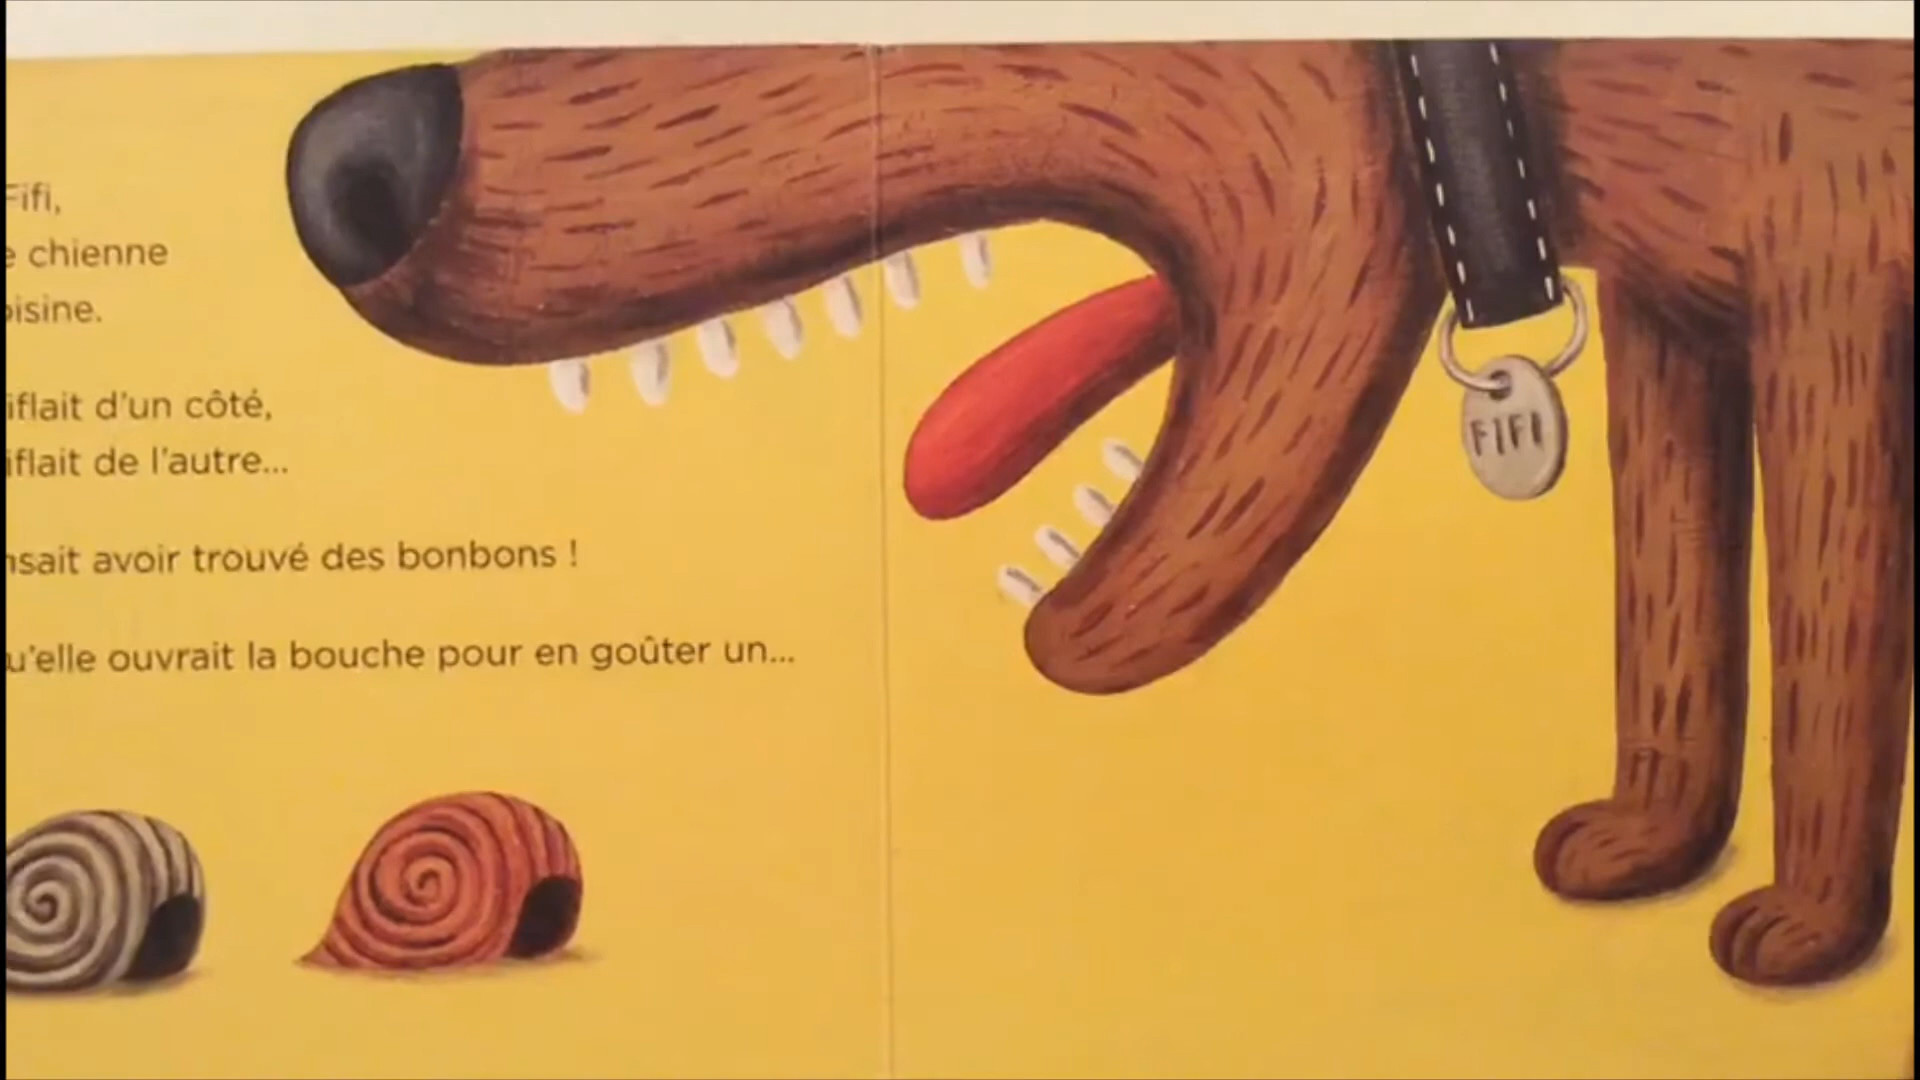 Fifi,
chienne
isine.
iflait d'un côté,
iflait de l'autre...
nsait avoir trouvé des bonbons !
u'elle ouvrait la bouche pour en goûter un...
FIFI